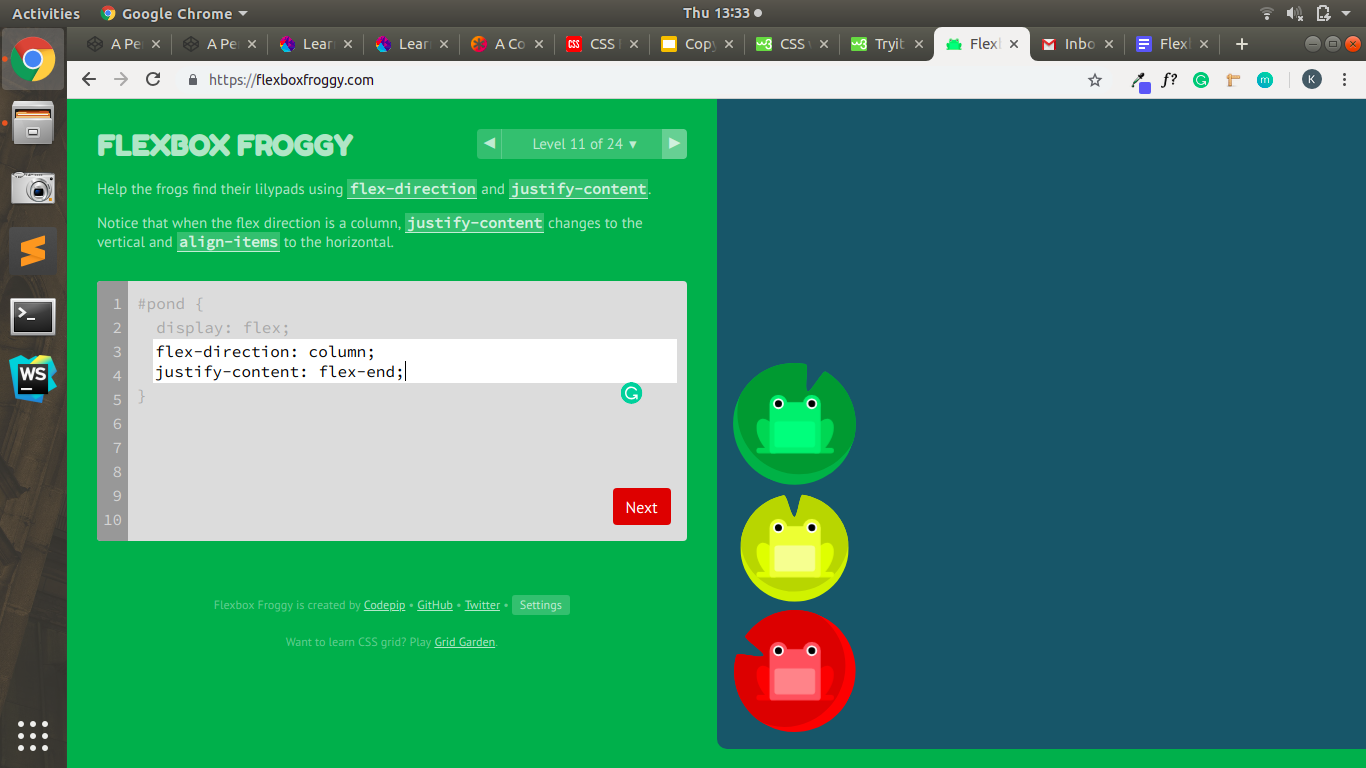 Activities Google Chrome ▾ Thu 13:33 ●
A Pe × A Pe × Learn × Learn × A Co × CSS × Copy × CSS × Tryit × Flex × Inbo × Flex × +
https://flexboxfroggy.com f? K
FLEXBOX FROGGY
◀ Level 11 of 24 ▾ ▶
Help the frogs find their lilypads using flex-direction and justify-content.
Notice that when the flex direction is a column, justify-content changes to the
vertical and align-items to the horizontal.
1 #pond {
2 display: flex;
3 flex-direction: column;
4 justify-content: flex-end;
5 }
6
7
8
9
10
Next
Flexbox Froggy is created by Codepip • GitHub • Twitter • Settings
Want to learn CSS grid? Play Grid Garden.
WS